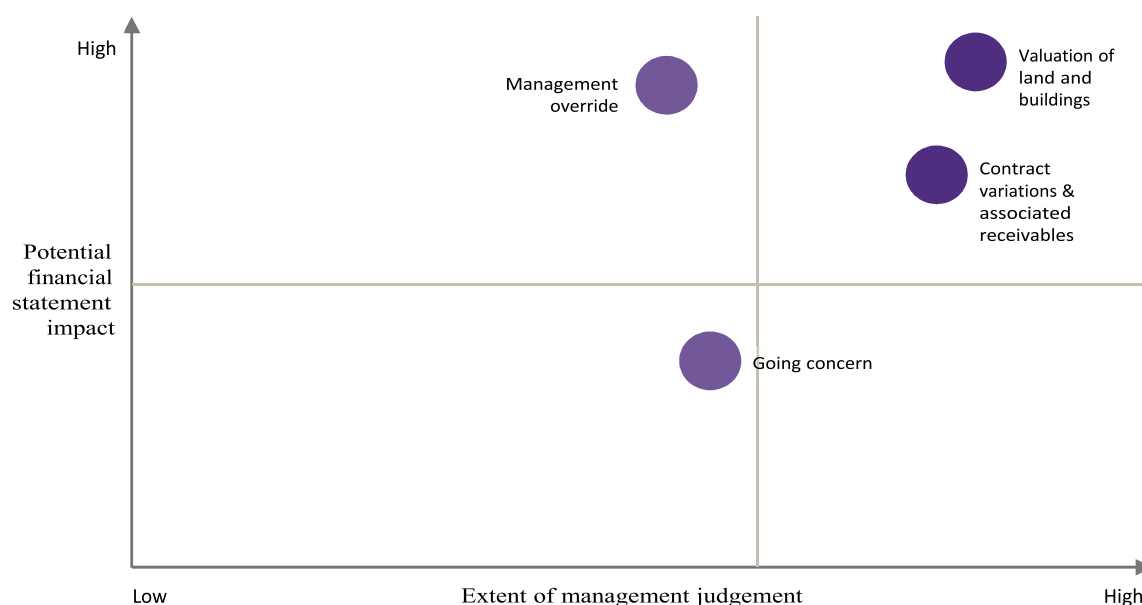 High
Management
override
Valuation of
land and
buildings
Contract
variations &
associated
receivables
Potential
financial
statement
impact
Going concern
Low
Extent of management judgement
High